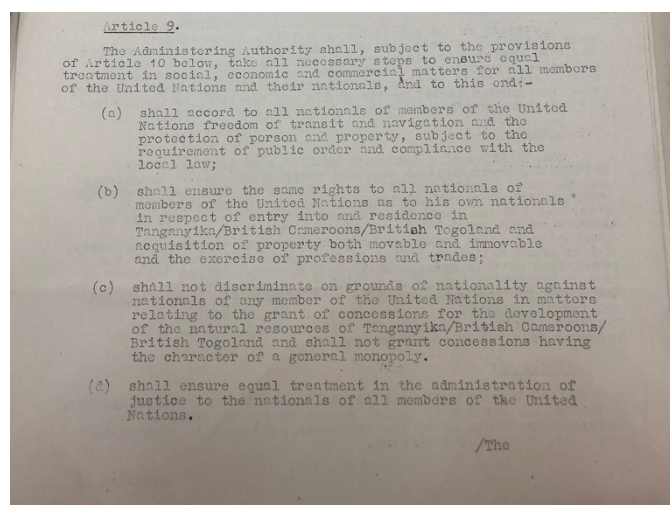 Article 9.
The Administering Authority shall, subject to the provisions
of Article 10 below, take all necessary steps to ensure equal
treatment in social, economic and commercial matters for all members
of the United Nations and their nationals, and to this end:-
(a) shall accord to all nationals of members of the United
Nations freedom of transit and navigation and the
protection of person and property, subject to the
requirement of public order and compliance with the
local law;
(b) shall ensure the same rights to all nationals of
members of the United Nations as to his own nationals
in respect of entry into and residence in
Tanganyika/British Cameroons/British Togoland and
acquisition of property both movable and immovable
and the exercise of professions and trades;
(c) shall not discriminate on grounds of nationality against
nationals of any member of the United Nations in matters
relating to the grant of concessions for the development
of the natural resources of Tanganyika/British Cameroons/
British Togoland and shall not grant concessions having
the character of a general monopoly.
(d) shall ensure equal treatment in the administration of
justice to the nationals of all members of the United
Nations.
/The